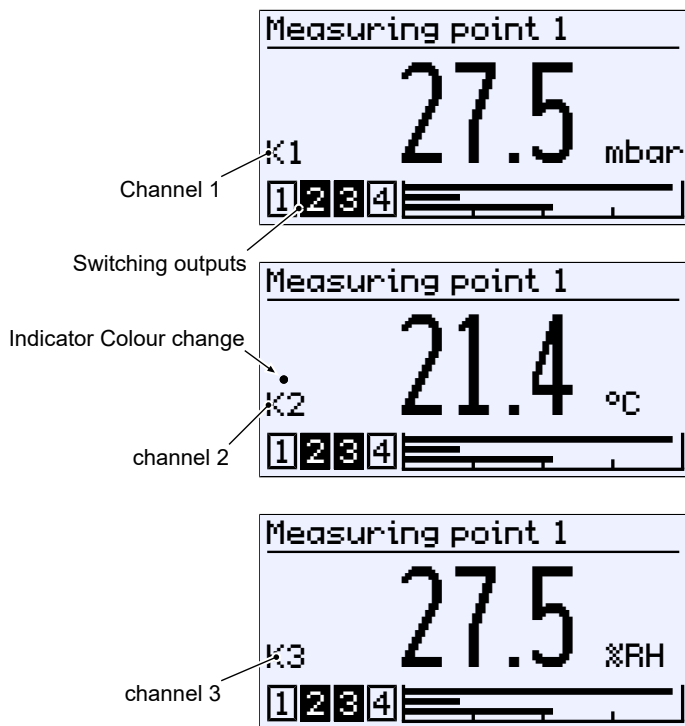 Measuring point 1
27.5
K1 mbar
Channel 1
1 2 3 4
Switching outputs
Measuring point 1
Indicator Colour change
21.4
K2 °C
channel 2
1 2 3 4
Measuring point 1
27.5
K3 %RH
channel 3
1 2 3 4